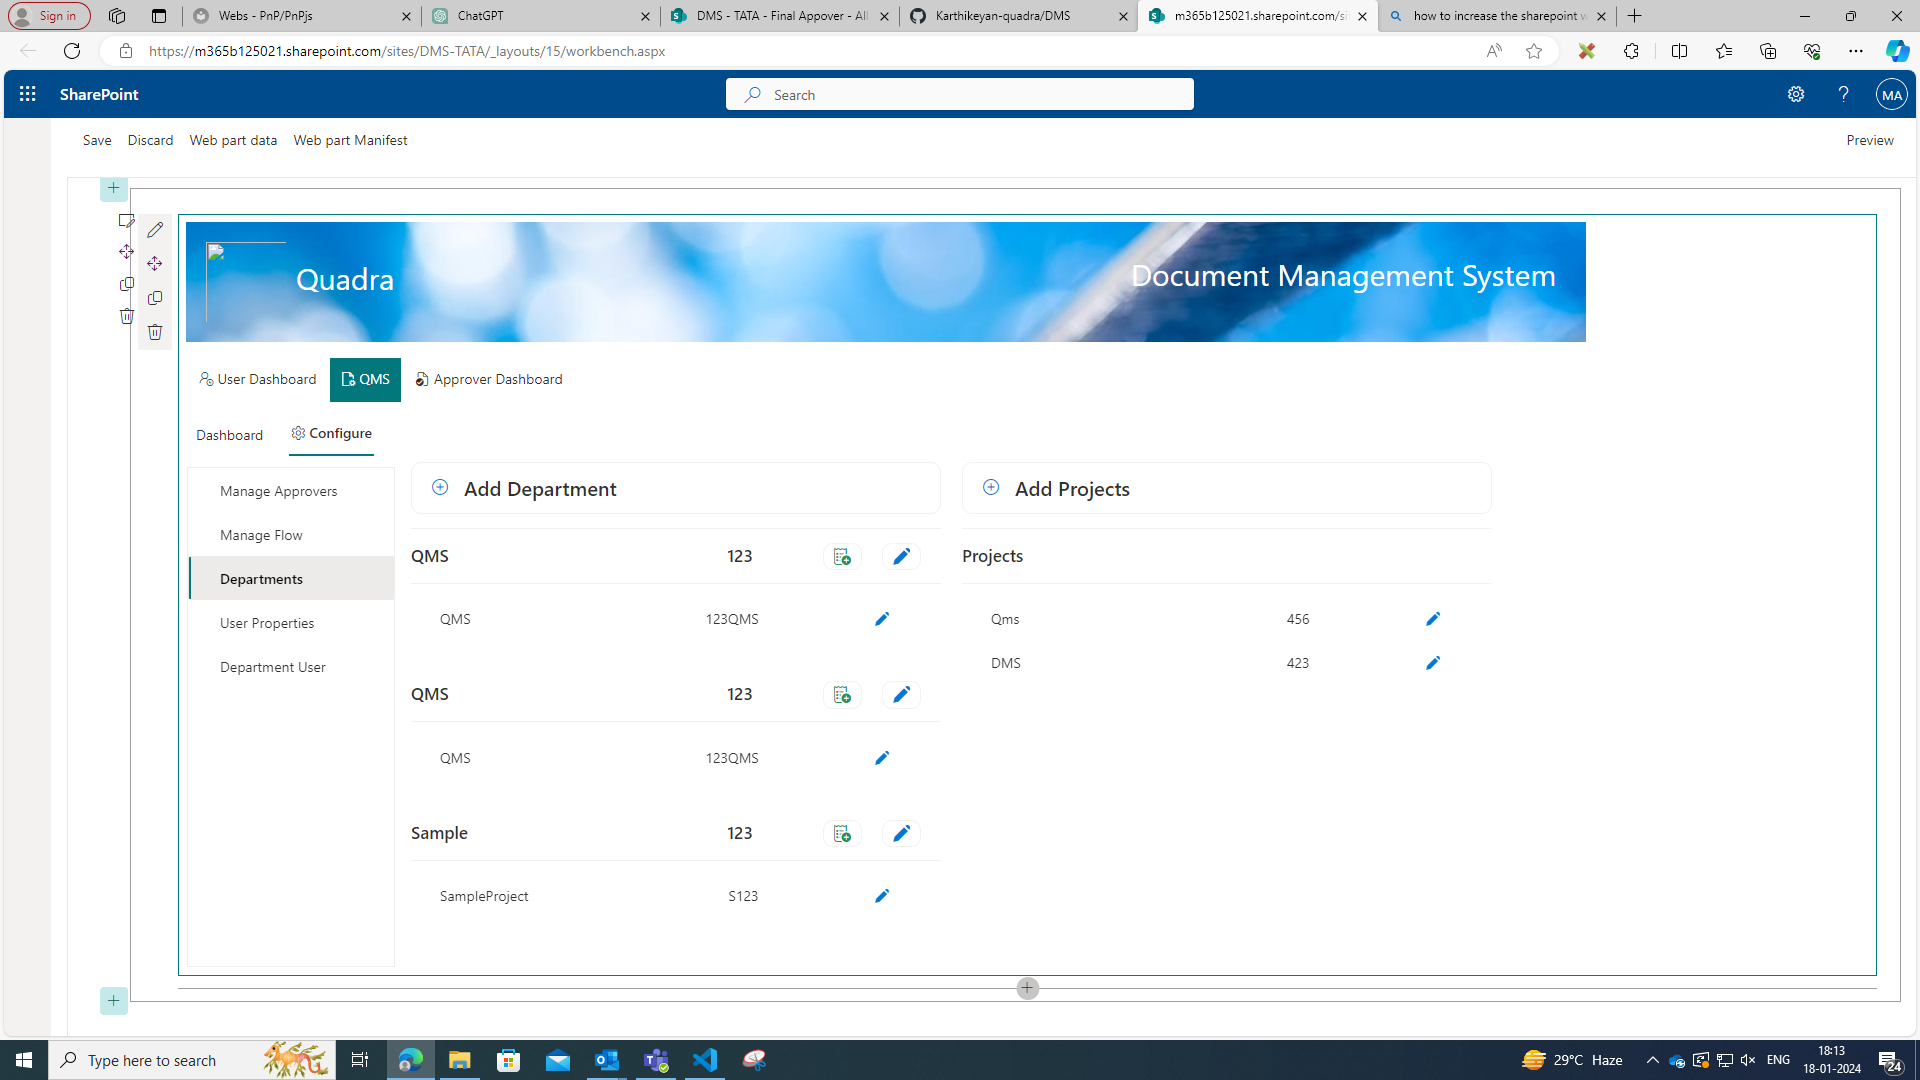 Sign in
Webs - PnP/PnPjs
ChatGPT
DMS - TATA - Final Appover - All
Karthikeyan-quadra/DMS
m365b125021.sharepoint.com/si
how to increase the sharepoint w
https://m365b125021.sharepoint.com/sites/DMS-TATA/_layouts/15/workbench.aspx
SharePoint
Search
MA
Save
Discard
Web part data
Web part Manifest
Preview
Quadra
Document Management System
User Dashboard
QMS
Approver Dashboard
Dashboard
Configure
Manage Approvers
Manage Flow
Departments
User Properties
Department User
Add Department
Add Projects
QMS 123
Projects
QMS 123QMS
Qms 456
DMS 423
QMS 123
QMS 123QMS
Sample 123
SampleProject S123
Type here to search
29°C Haze
ENG
18:13
18-01-2024
24